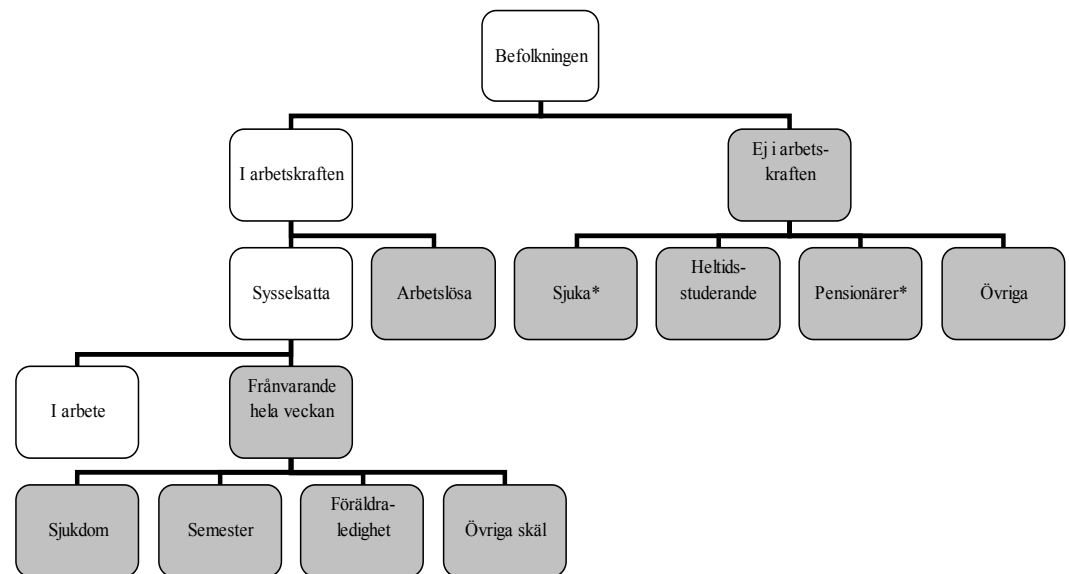 Befolkningen
I arbetskraften
Ej i arbets-
kraften
Sysselsatta
Arbetslösa
Sjuka*
Heltids-
studerande
Pensionärer*
Övriga
I arbete
Frånvarande
hela veckan
Sjukdom
Semester
Föräldra-
ledighet
Övriga skäl